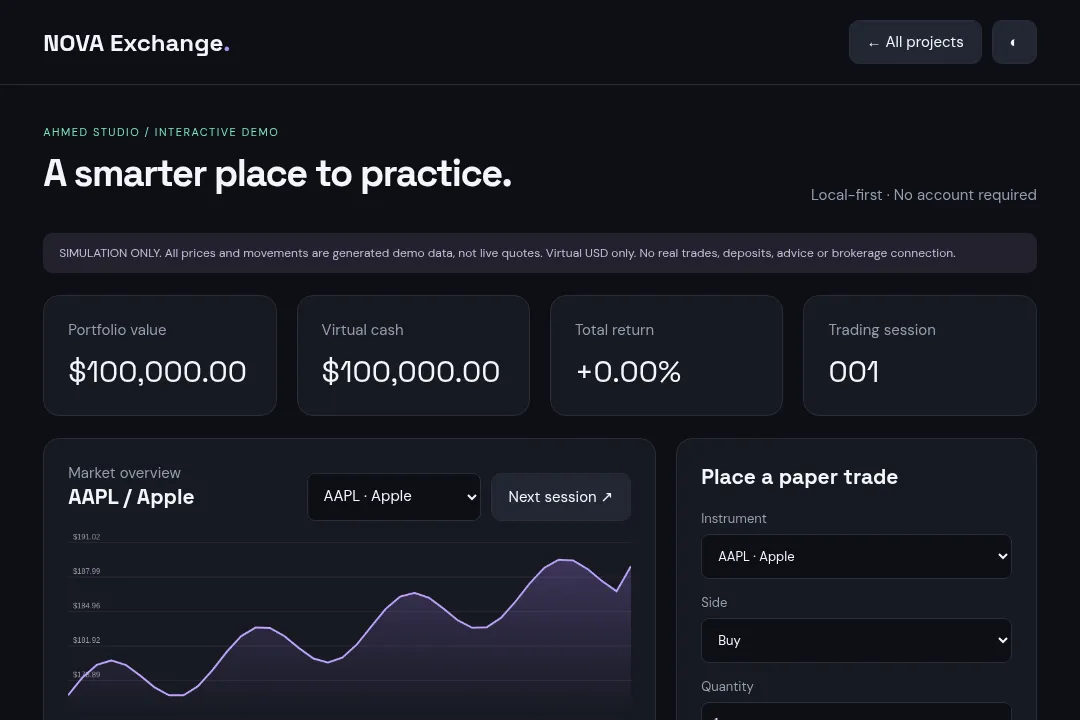 NOVA Exchange.
← All projects
AHMED STUDIO / INTERACTIVE DEMO
A smarter place to practice.
Local-first · No account required
SIMULATION ONLY. All prices and movements are generated demo data, not live quotes. Virtual USD only. No real trades, deposits, advice or brokerage connection.
Portfolio value
$100,000.00
Virtual cash
$100,000.00
Total return
+0.00%
Trading session
001
Market overview
AAPL / Apple
AAPL · Apple
Next session ↗
$191.02
$187.99
$184.96
$181.92
Place a paper trade
Instrument
AAPL · Apple
Side
Buy
Quantity